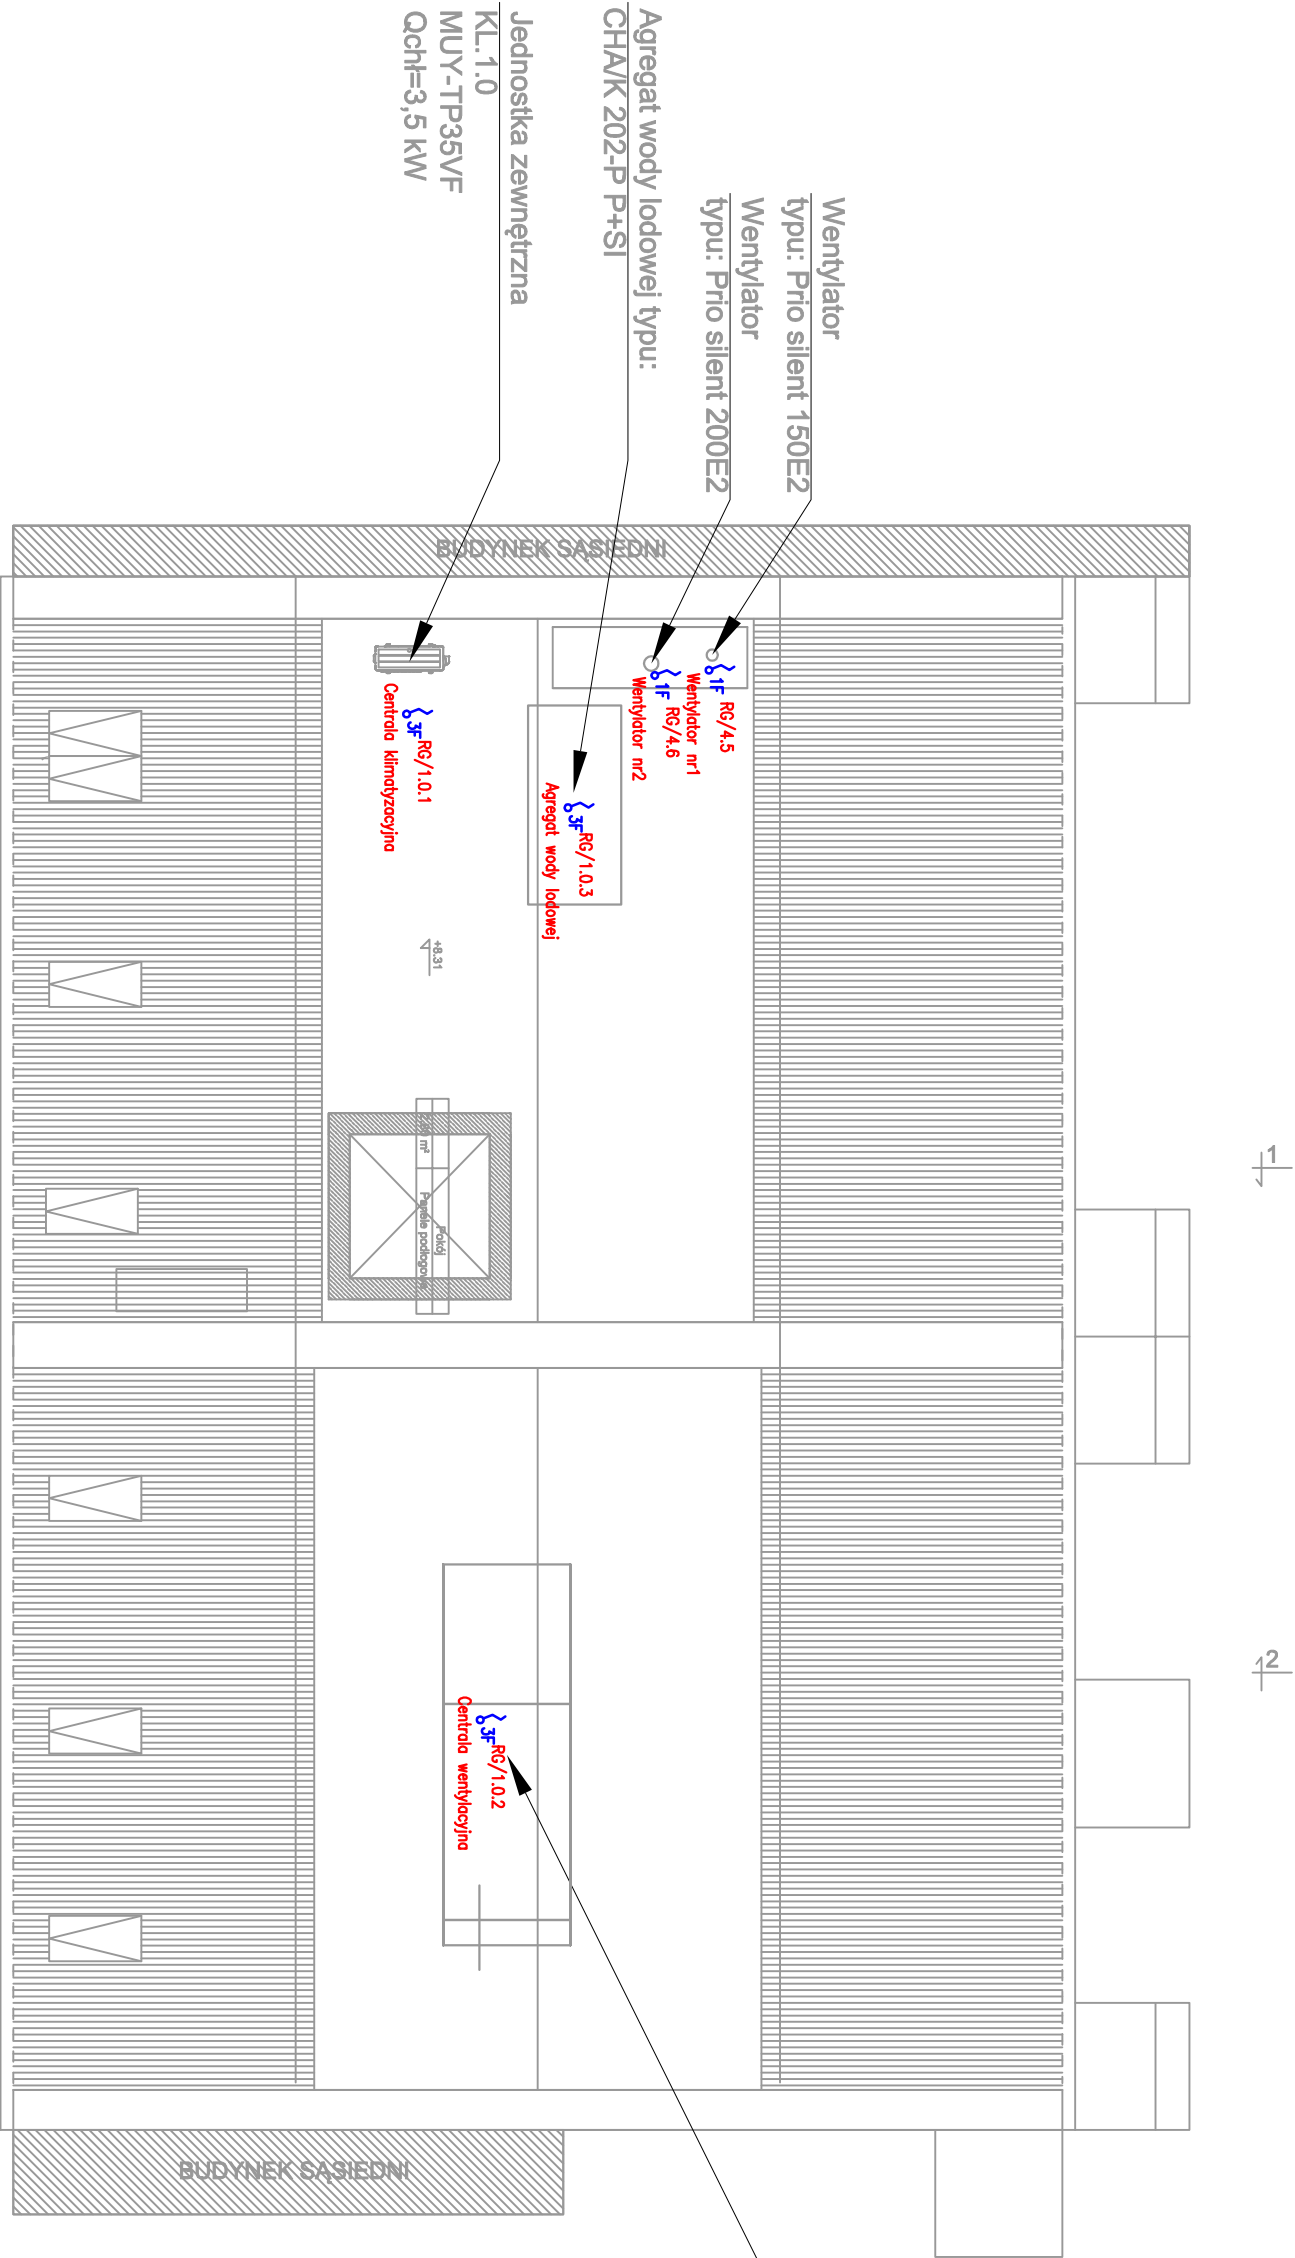 Wentylator
typu: Prio silent 150E2
Wentylator
typu: Prio silent 200E2
Agregat wody lodowej typu:
CHA/K 202-P P+SI
Jednostka zewnętrzna
KL.1.0
MUY-TP35VF
Qchł=3,5 kW
BUDYNEK SĄSIEDNI
1F RG/4.5
Wentylator nr1
1F RG/4.6
Wentylator nr2
3F RG/1.0.3
Agregat wody lodowej
3F RG/1.0.1
Centrala klimatyzacyjna
+8.31
Pokój
m² Panele podłogowe
3F RG/1.0.2
Centrala wentylacyjna
1
2
BUDYNEK SĄSIEDNI